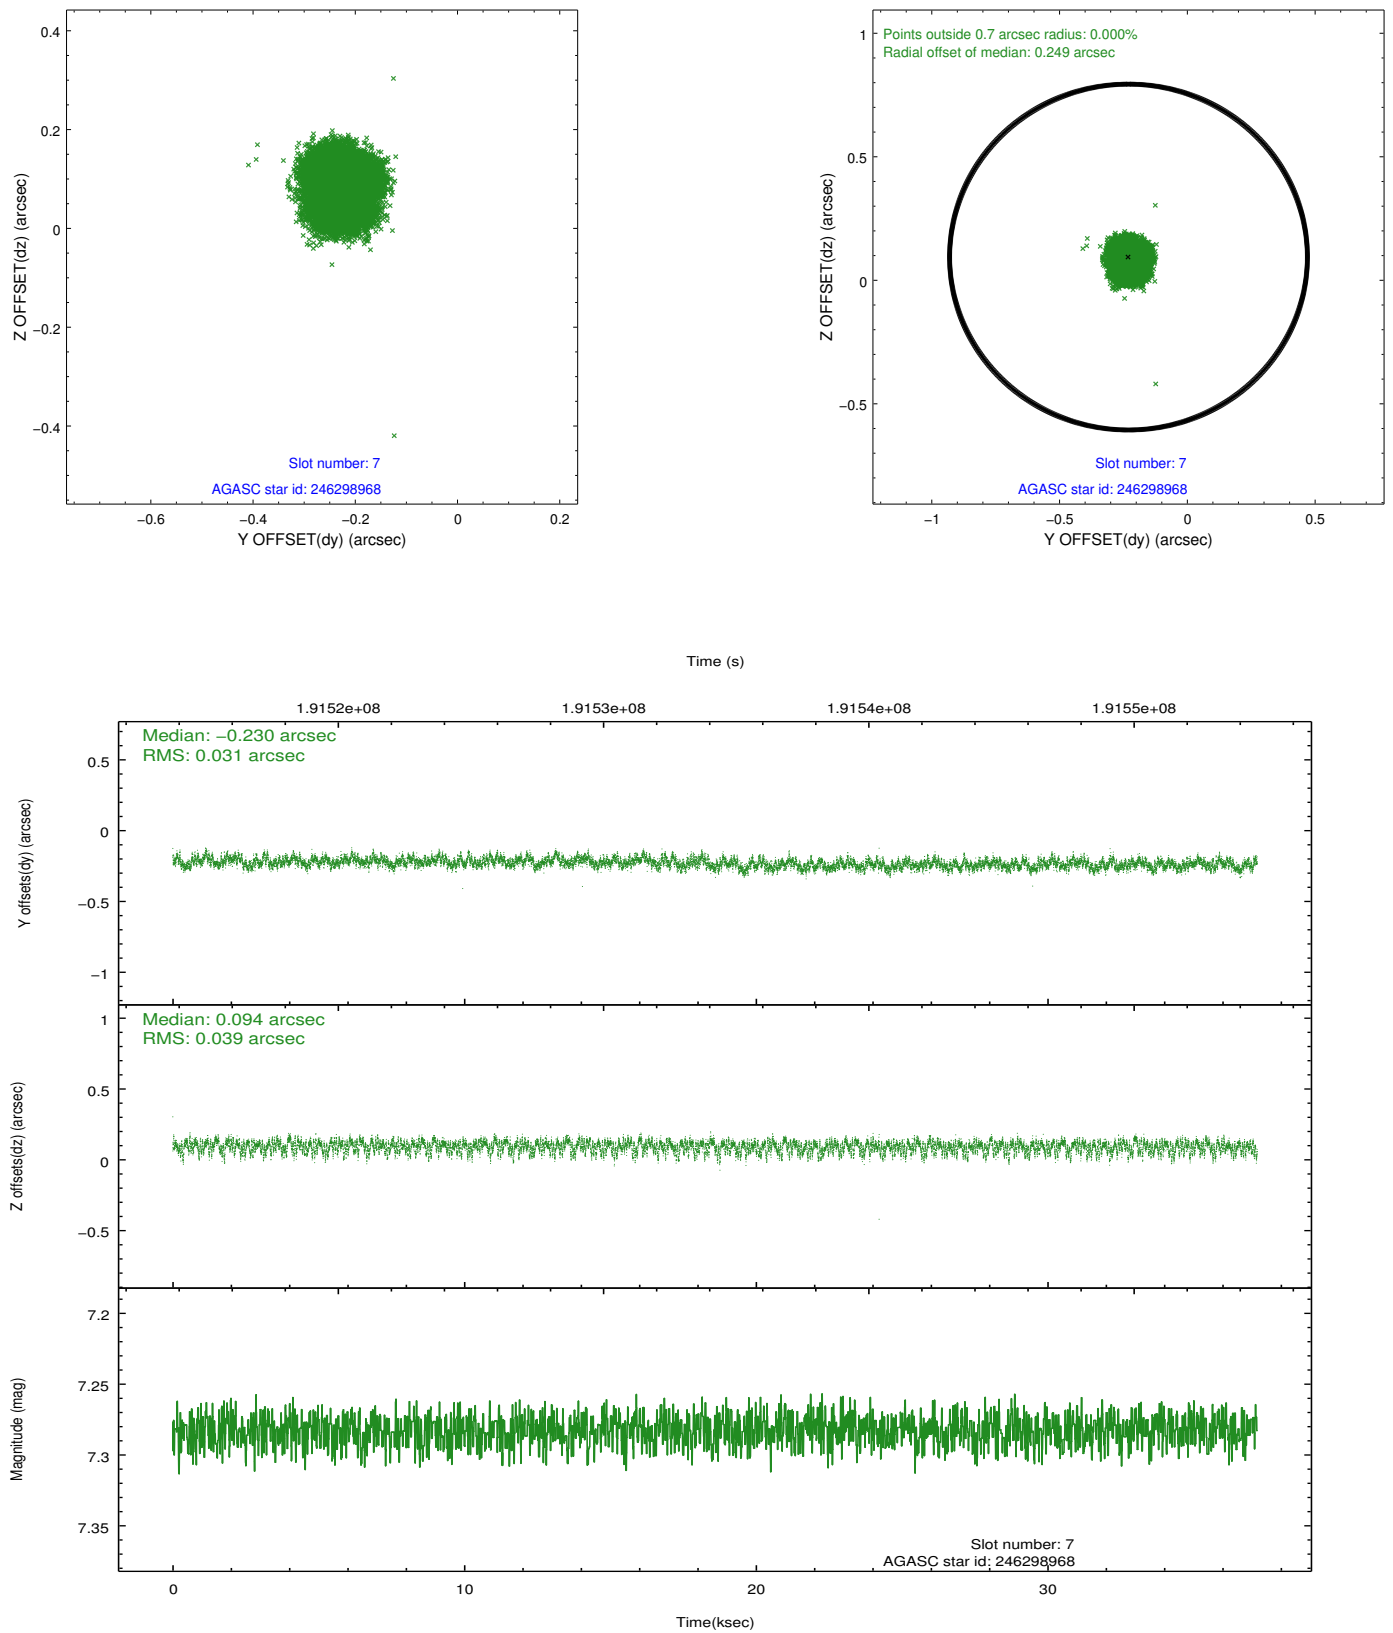 0.4
0.2
0
−0.2
−0.4
Z OFFSET(dz) (arcsec)
Slot number: 7
AGASC star id: 246298968
−0.6 −0.4 −0.2 0 0.2
Y OFFSET(dy) (arcsec)
Points outside 0.7 arcsec radius: 0.000%
Radial offset of median: 0.249 arcsec
1
0.5
0
−0.5
Z OFFSET(dz) (arcsec)
Slot number: 7
AGASC star id: 246298968
−1 −0.5 0 0.5
Y OFFSET(dy) (arcsec)
Time (s)
1.9152e+08 1.9153e+08 1.9154e+08 1.9155e+08
Median: −0.230 arcsec
RMS: 0.031 arcsec
0.5
0
−0.5
−1
Y offsets(dy) (arcsec)
Median: 0.094 arcsec
RMS: 0.039 arcsec
1
0.5
0
−0.5
Z offsets(dz) (arcsec)
7.2
7.25
7.3
7.35
Magnitude (mag)
Slot number: 7
AGASC star id: 246298968
0 10 20 30
Time(ksec)